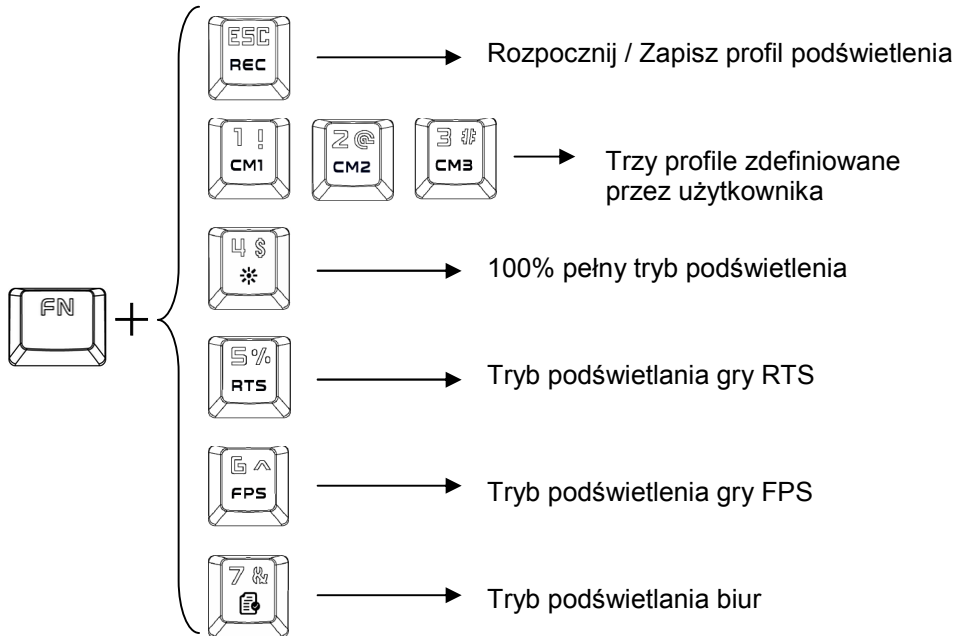 ESC
REC
Rozpocznij / Zapisz profil podświetlenia
1 ! 2 @ 3 #
CM1 CM2 CM3
Trzy profile zdefiniowane
przez użytkownika
4 $
100% pełny tryb podświetlenia
FN +
5 %
RTS
Tryb podświetlania gry RTS
6 ^
FPS
Tryb podświetlenia gry FPS
7 &
Tryb podświetlania biur